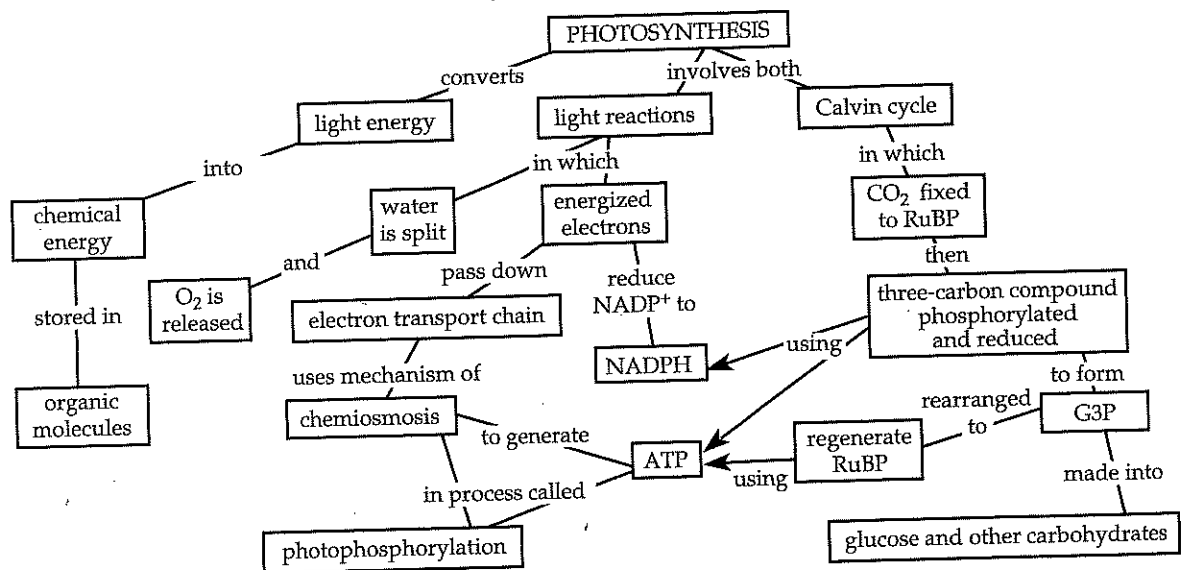 PHOTOSYNTHESIS
converts
involves both
light energy
light reactions
Calvin cycle
into
in which
in which
chemical
energy
water
is split
energized
electrons
CO₂ fixed
to RuBP
and
pass down
reduce
NADP⁺ to
then
stored in
O₂ is
released
electron transport chain
three-carbon compound
phosphorylated
and reduced
using
uses mechanism of
NADPH
to form
organic
molecules
chemiosmosis
to generate
ATP
rearranged
to
G3P
regenerate
RuBP
using
made into
in process called
photophosphorylation
glucose and other carbohydrates